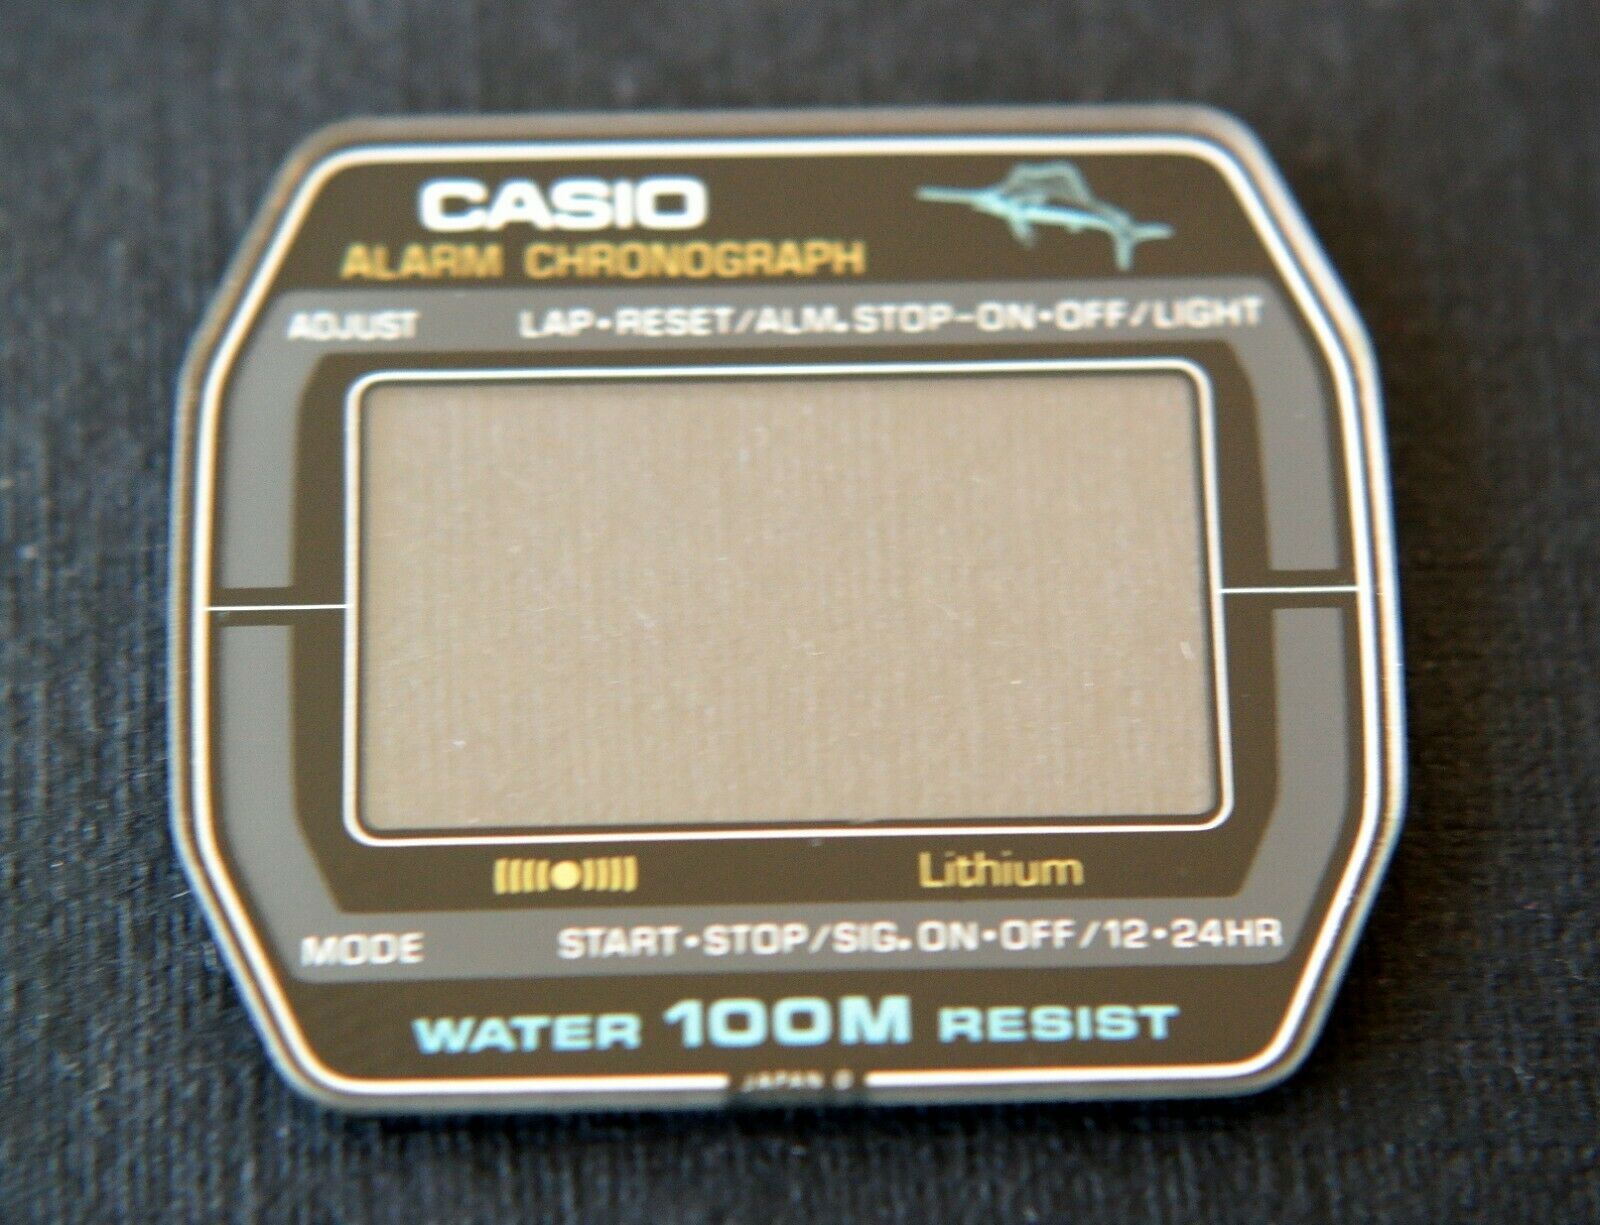 CASIO
ALARM CHRONOGRAPH
ADJUST LAP•RESET/ALM.STOP-ON•OFF/LIGHT
Lithium
MODE START•STOP/SIG.ON•OFF/12•24HR
WATER 100M RESIST
JAPAN